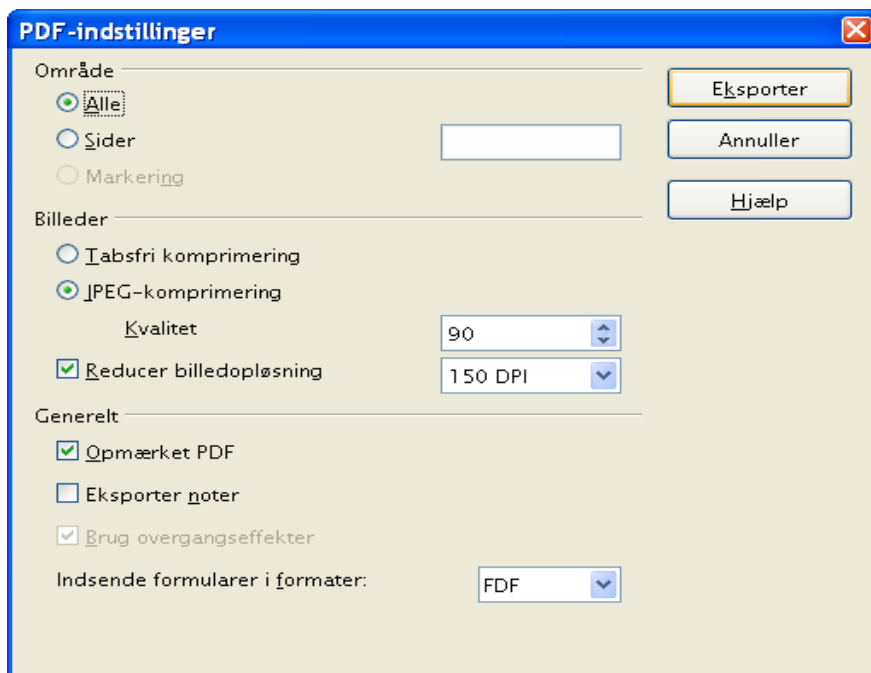 PDF-indstillinger
Område
Alle
Sider
Markering
Eksporter
Annuller
Hjælp
Billeder
Tabsfri komprimering
JPEG-komprimering
Kvalitet 90
Reducer billedopløsning 150 DPI
Generelt
Opmærket PDF
Eksporter noter
Brug overgangseffekter
Indsende formularer i formater: FDF